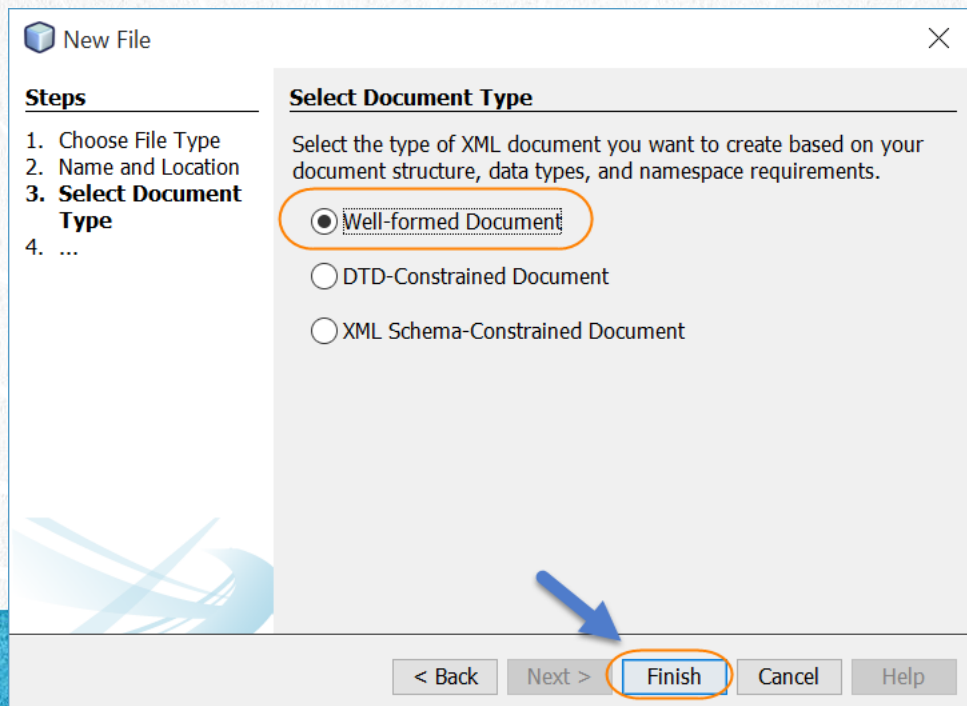 New File
Steps
1. Choose File Type
2. Name and Location
3. Select Document
Type
4. ...
Select Document Type
Select the type of XML document you want to create based on your
document structure, data types, and namespace requirements.
Well-formed Document
DTD-Constrained Document
XML Schema-Constrained Document
< Back Next > Finish Cancel Help